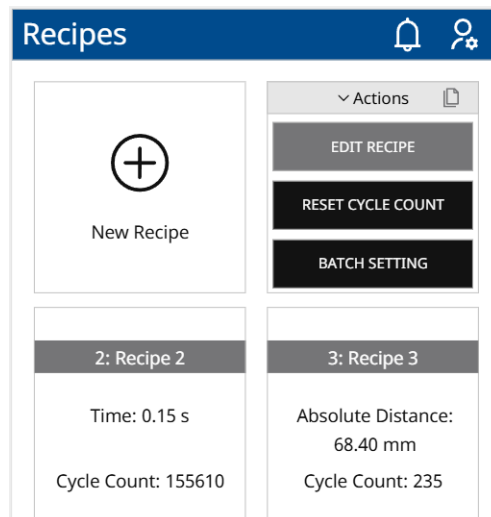 Recipes
New Recipe
Actions
EDIT RECIPE
RESET CYCLE COUNT
BATCH SETTING
2: Recipe 2
Time: 0.15 s
Cycle Count: 155610
3: Recipe 3
Absolute Distance:
68.40 mm
Cycle Count: 235